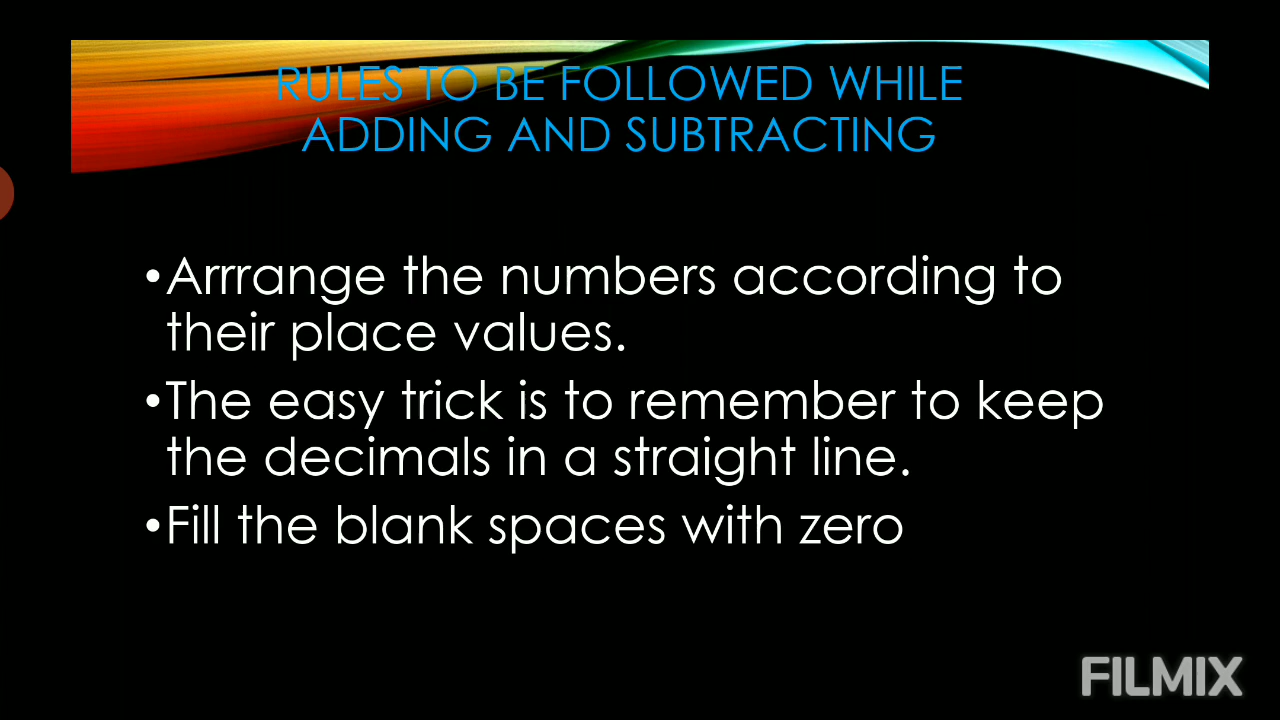 RULES TO BE FOLLOWED WHILE
ADDING AND SUBTRACTING
•Arrrange the numbers according to
their place values.
•The easy trick is to remember to keep
the decimals in a straight line.
•Fill the blank spaces with zero
FILMIX